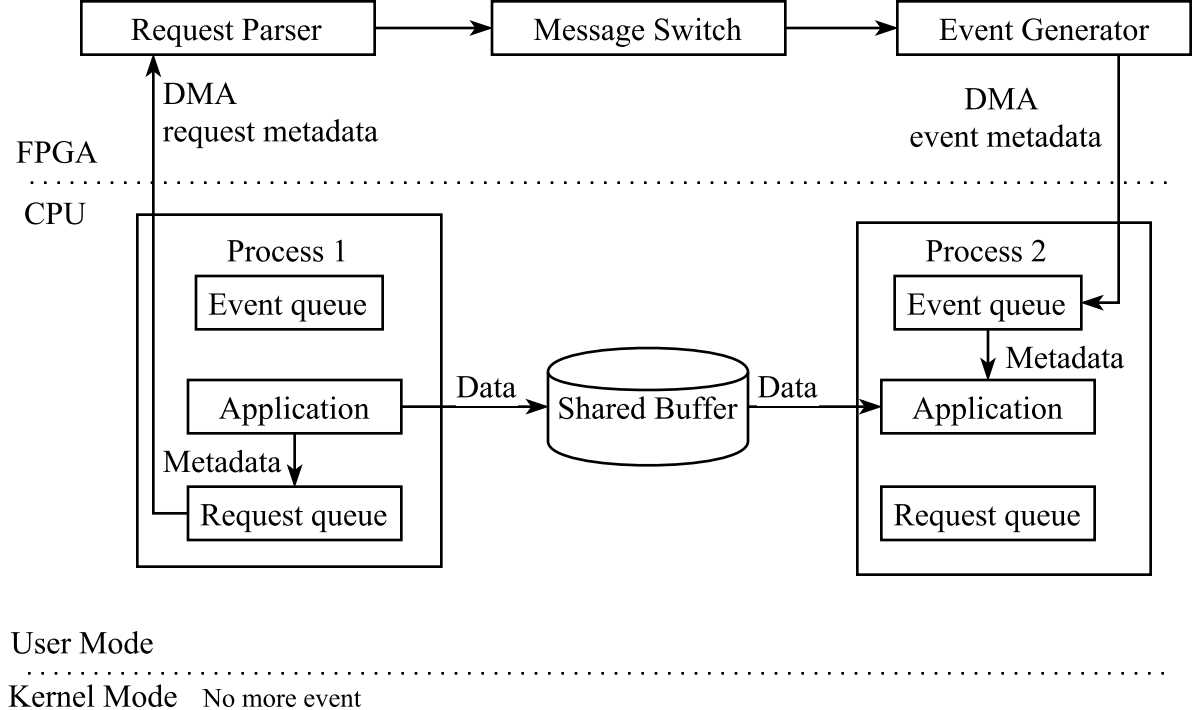 Request Parser
Message Switch
Event Generator
DMA
request metadata
DMA
event metadata
FPGA
CPU
Process 1
Event queue
Application
Metadata
Request queue
Data
Shared Buffer
Data
Process 2
Event queue
Metadata
Application
Request queue
User Mode
Kernel Mode No more event